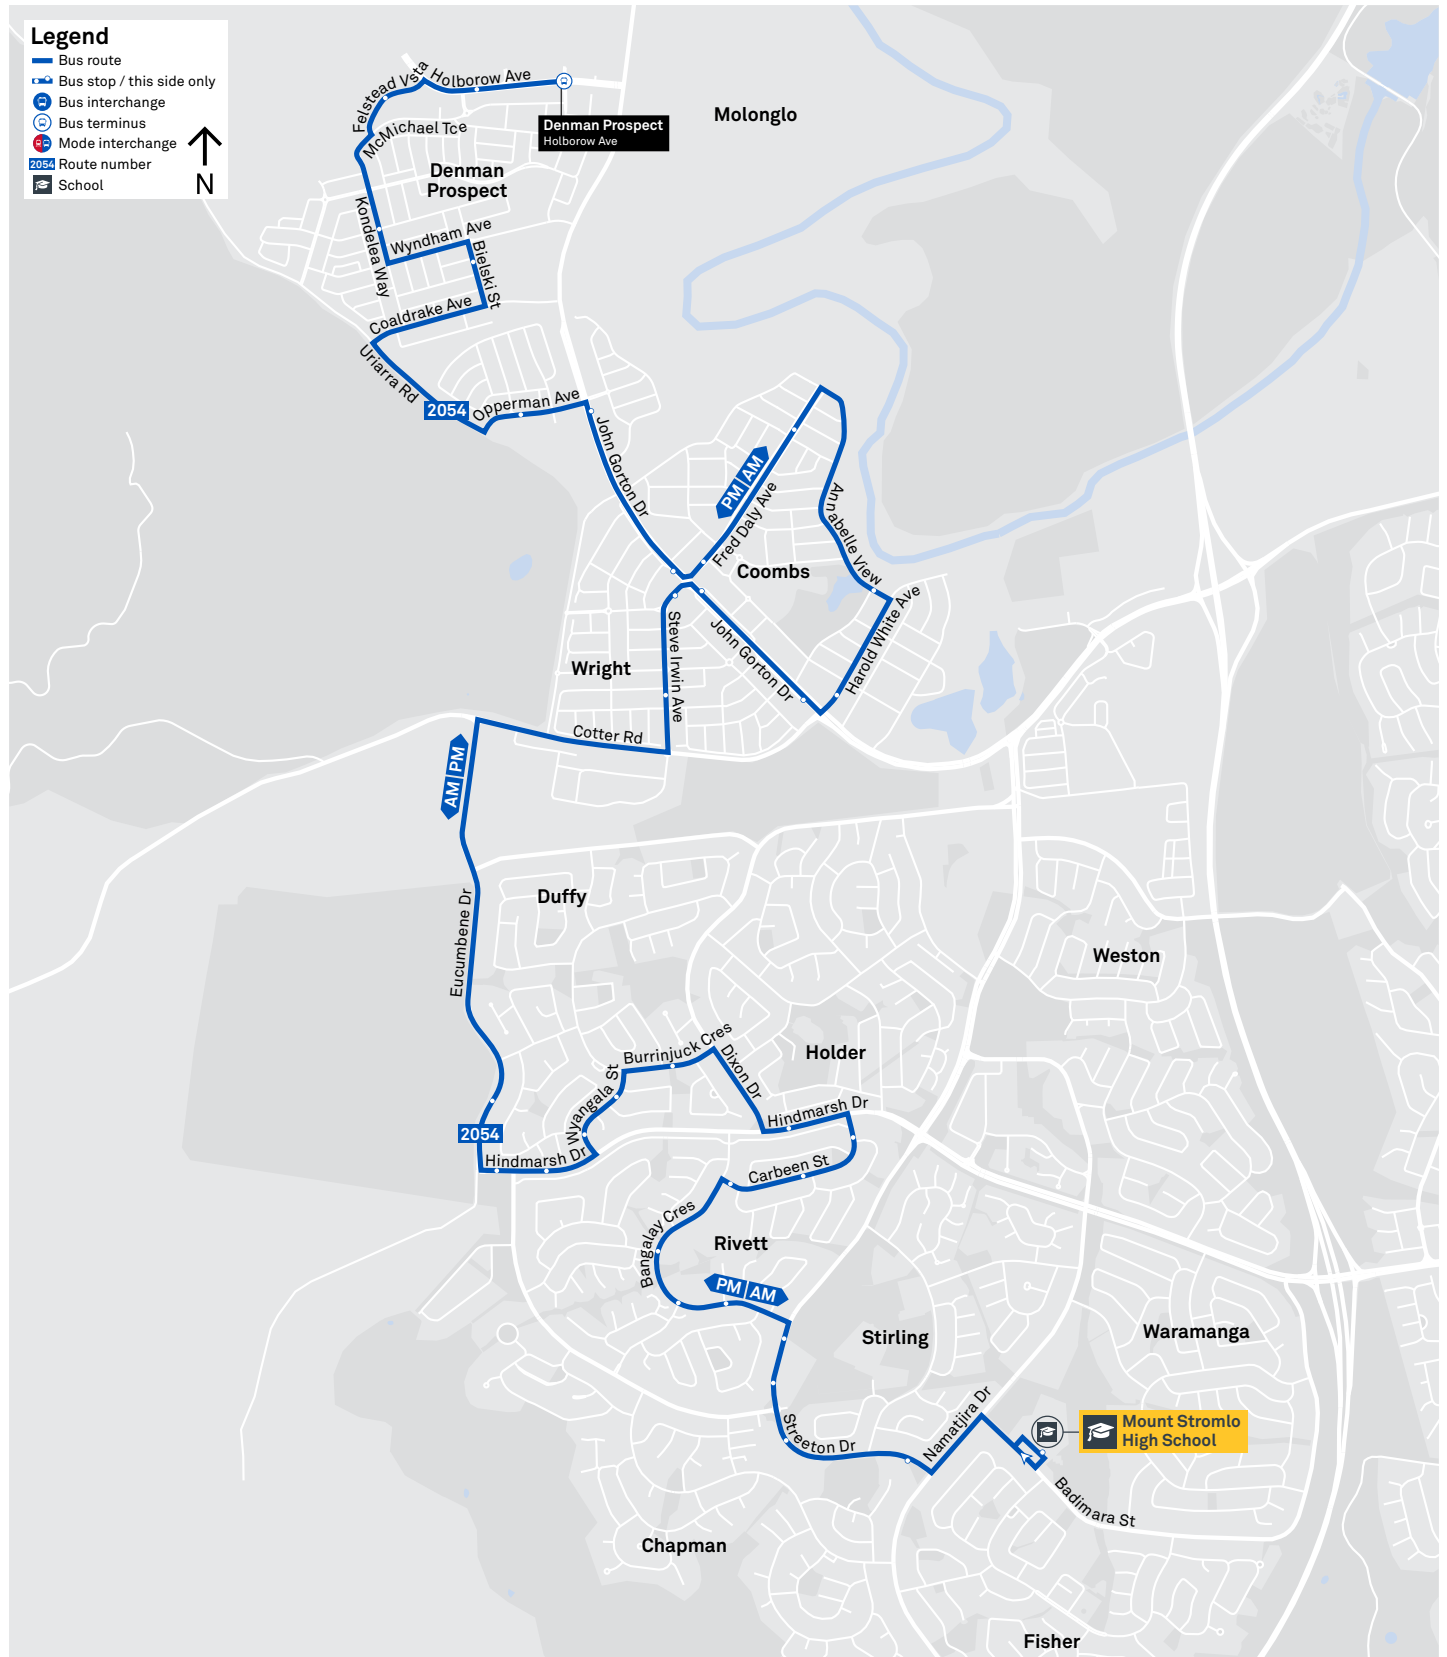 Legend
Bus route
Bus stop / this side only
Bus interchange
Bus terminus
Mode interchange
2054 Route number
School
N
Felstead Vsta
Holborow Ave
McMichael Tce
Denman Prospect
Holborow Ave
Molonglo
Denman
Prospect
Kondelea Way
Wyndham Ave
Bielski St
Coaldrake Ave
Uriarra Rd
2054
Opperman Ave
John Gorton Dr
PM AM
Fred Daly Ave
Annabelle View
Coombs
Harold White Ave
John Gorton Dr
Steve Irwin Ave
Wright
Cotter Rd
AM PM
Eucumbene Dr
Duffy
Weston
Holder
Burrinjuck Cres
Dixon Dr
Wyangala St
Hindmarsh Dr
2054
Hindmarsh Dr
Carbeen St
Bangalay Cres
Rivett
PM AM
Stirling
Waramanga
Streeton Dr
Namatjira Dr
Mount Stromlo
High School
Badimara St
Chapman
Fisher